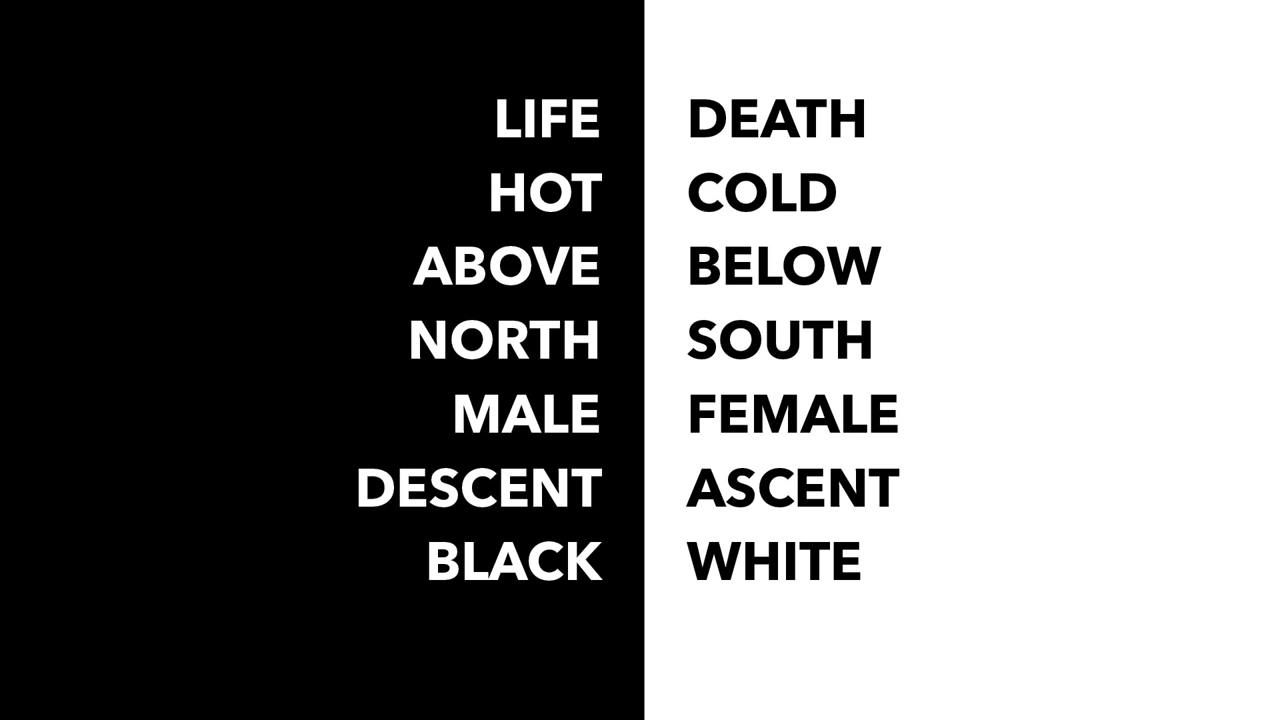 LIFE DEATH
HOT COLD
ABOVE BELOW
NORTH SOUTH
MALE FEMALE
DESCENT ASCENT
BLACK WHITE